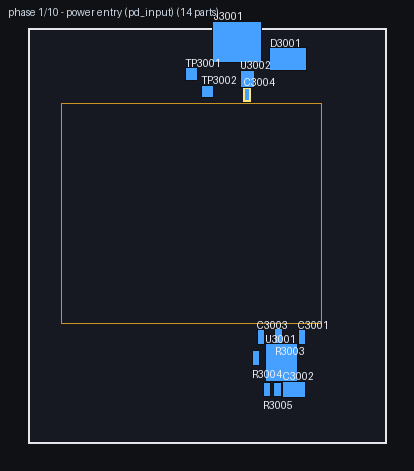 phase 1/10 - power entry (pd_input) (14 parts)
J3001
D3001
TP3001
U3002
TP3002
C3004
C3003
C3001
U3001
R3003
R3004
C3002
R3005